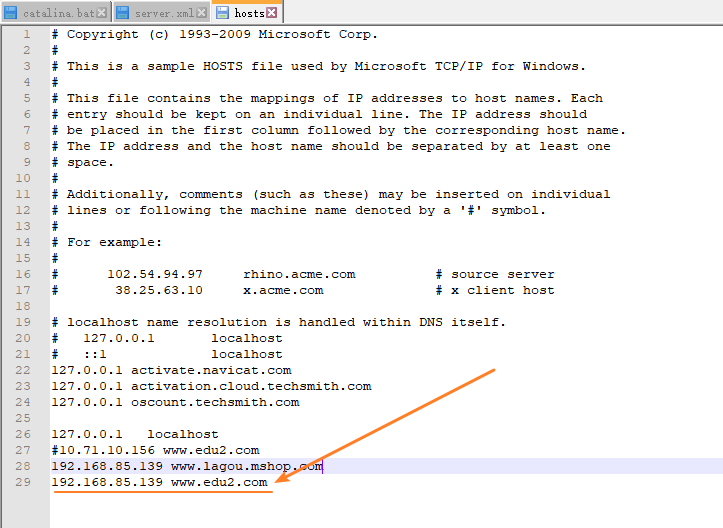 catalina.bat server.xml hosts
1 # Copyright (c) 1993-2009 Microsoft Corp.
2 #
3 # This is a sample HOSTS file used by Microsoft TCP/IP for Windows.
4 #
5 # This file contains the mappings of IP addresses to host names. Each
6 # entry should be kept on an individual line. The IP address should
7 # be placed in the first column followed by the corresponding host name.
8 # The IP address and the host name should be separated by at least one
9 # space.
10 #
11 # Additionally, comments (such as these) may be inserted on individual
12 # lines or following the machine name denoted by a '#' symbol.
13 #
14 # For example:
15 #
16 #      102.54.94.97     rhino.acme.com          # source server
17 #       38.25.63.10     x.acme.com              # x client host
18
19 # localhost name resolution is handled within DNS itself.
20 #   127.0.0.1       localhost
21 #   ::1             localhost
22 127.0.0.1 activate.navicat.com
23 127.0.0.1 activation.cloud.techsmith.com
24 127.0.0.1 oscount.techsmith.com
25
26 127.0.0.1   localhost
27 #10.71.10.156 www.edu2.com
28 192.168.85.139 www.lagou.mshop.com
29 192.168.85.139 www.edu2.com